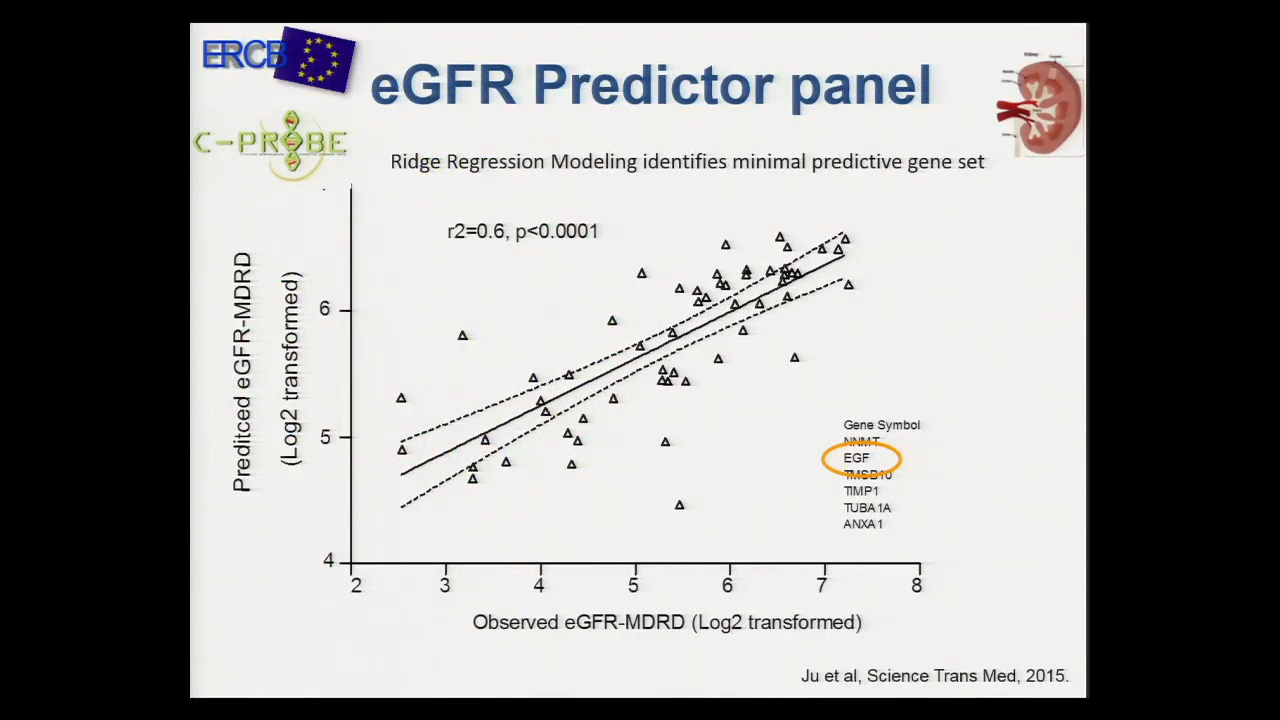 ERCB
eGFR Predictor panel
C-PROBE
Ridge Regression Modeling identifies minimal predictive gene set
r2=0.6, p<0.0001
Preditced eGFR-MDRD
(Log2 transformed)
6
5
4
2 3 4 5 6 7 8
Observed eGFR-MDRD (Log2 transformed)
Gene Symbol
NNMT
EGF
TMSB10
TIMP1
TUBA1A
ANXA1
Ju et al, Science Trans Med, 2015.